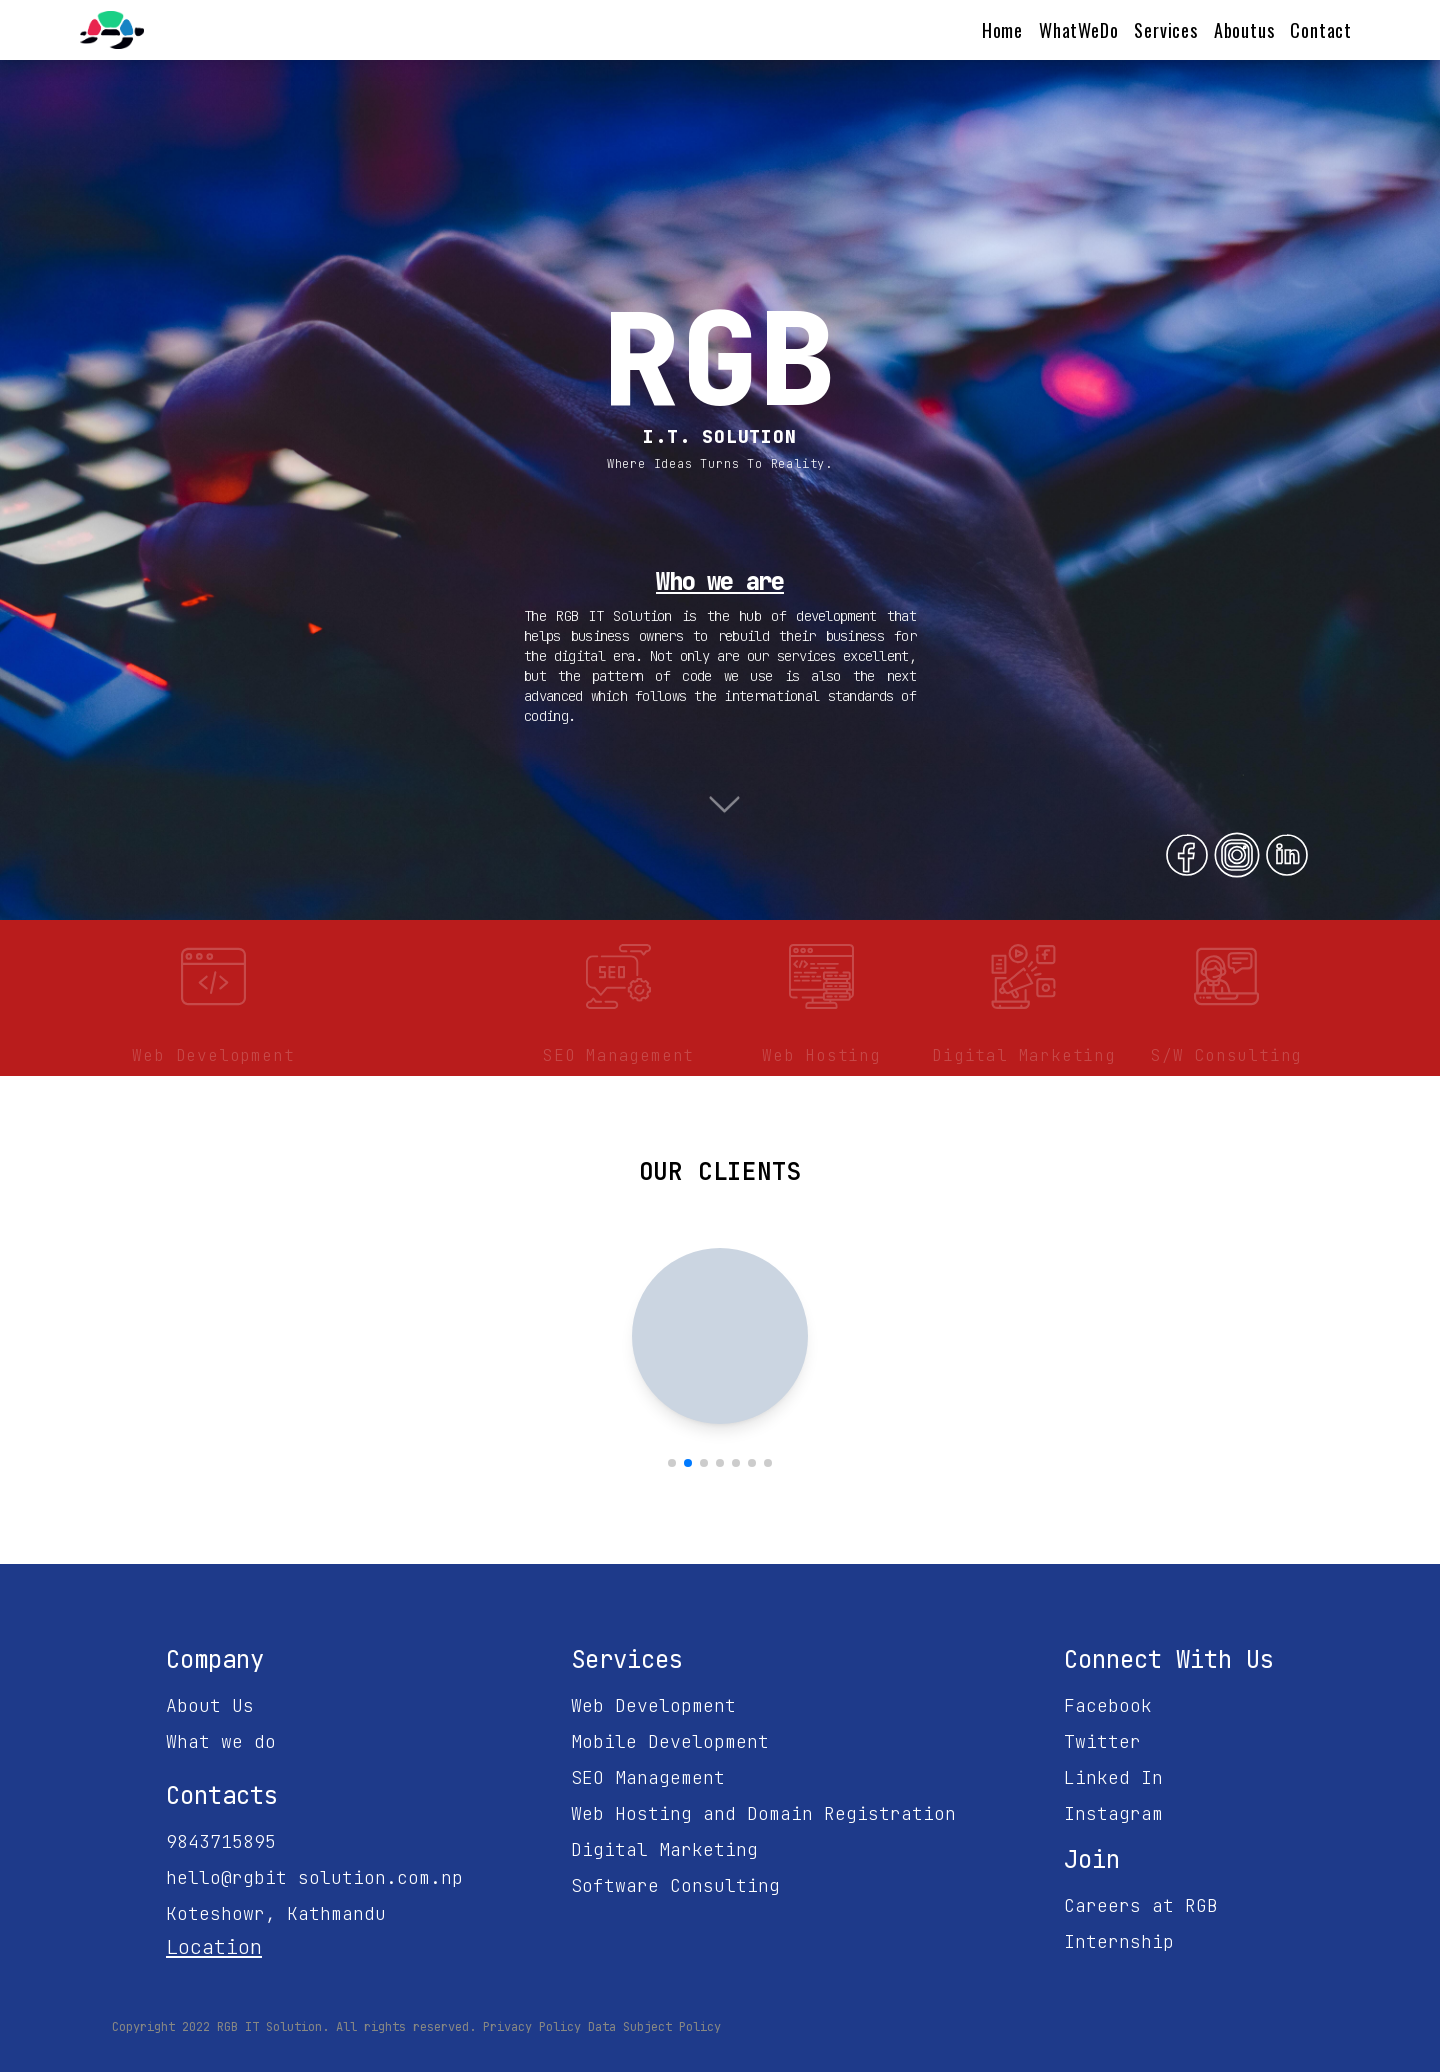 Home WhatWeDo Services Aboutus Contact
RGB
I.T. SOLUTION
Where Ideas Turns To Reality.
Who we are
The RGB IT Solution is the hub of development that
helps business owners to rebuild their business for
the digital era. Not only are our services excellent,
but the pattern of code we use is also the next
advanced which follows the international standards of
coding.
SEO
Web Development SEO Management Web Hosting Digital Marketing S/W Consulting
OUR CLIENTS
Company
About Us
What we do
Contacts
9843715895
hello@rgbit solution.com.np
Koteshowr, Kathmandu
Location
Services
Web Development
Mobile Development
SEO Management
Web Hosting and Domain Registration
Digital Marketing
Software Consulting
Connect With Us
Facebook
Twitter
Linked In
Instagram
Join
Careers at RGB
Internship
Copyright 2022 RGB IT Solution. All rights reserved. Privacy Policy Data Subject Policy